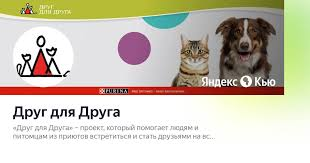 ДРУГ
ДЛЯ ДРУГА
Яндекс Кью
PURINA
Друг для Друга
«Друг для Друга» – проект, который помогает людям и
питомцам из приютов встретиться и стать друзьями на вс...